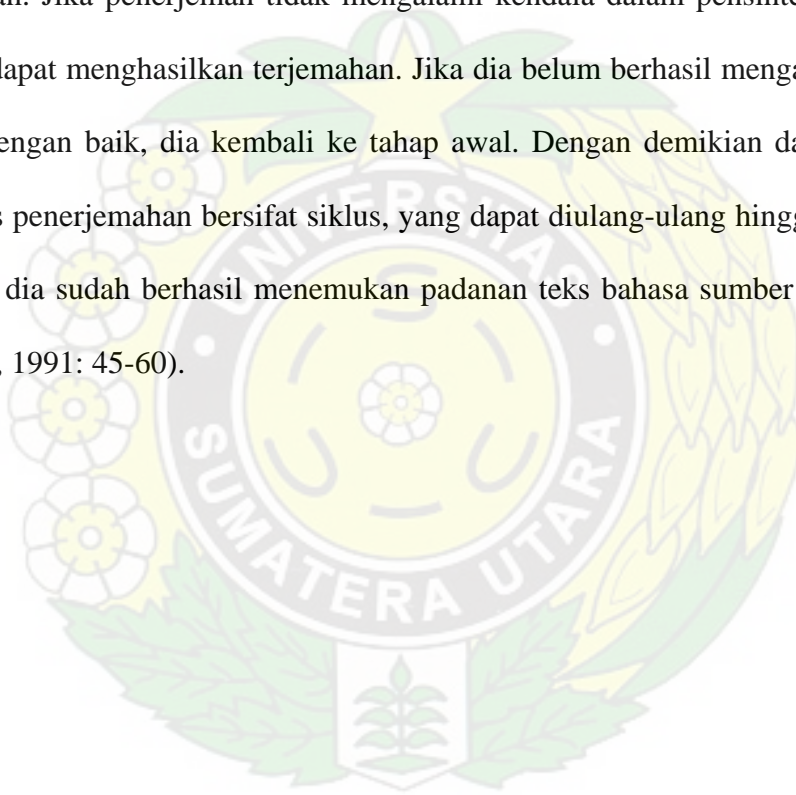 Jika penerjemah tidak mengalami kendala dalam pensinte
dapat menghasilkan terjemahan. Jika dia belum berhasil menga
engan baik, dia kembali ke tahap awal. Dengan demikian da
s penerjemahan bersifat siklus, yang dapat diulang-ulang hingg
dia sudah berhasil menemukan padanan teks bahasa sumber
, 1991: 45-60).
UNIVERSITAS
SUMATERA UTARA